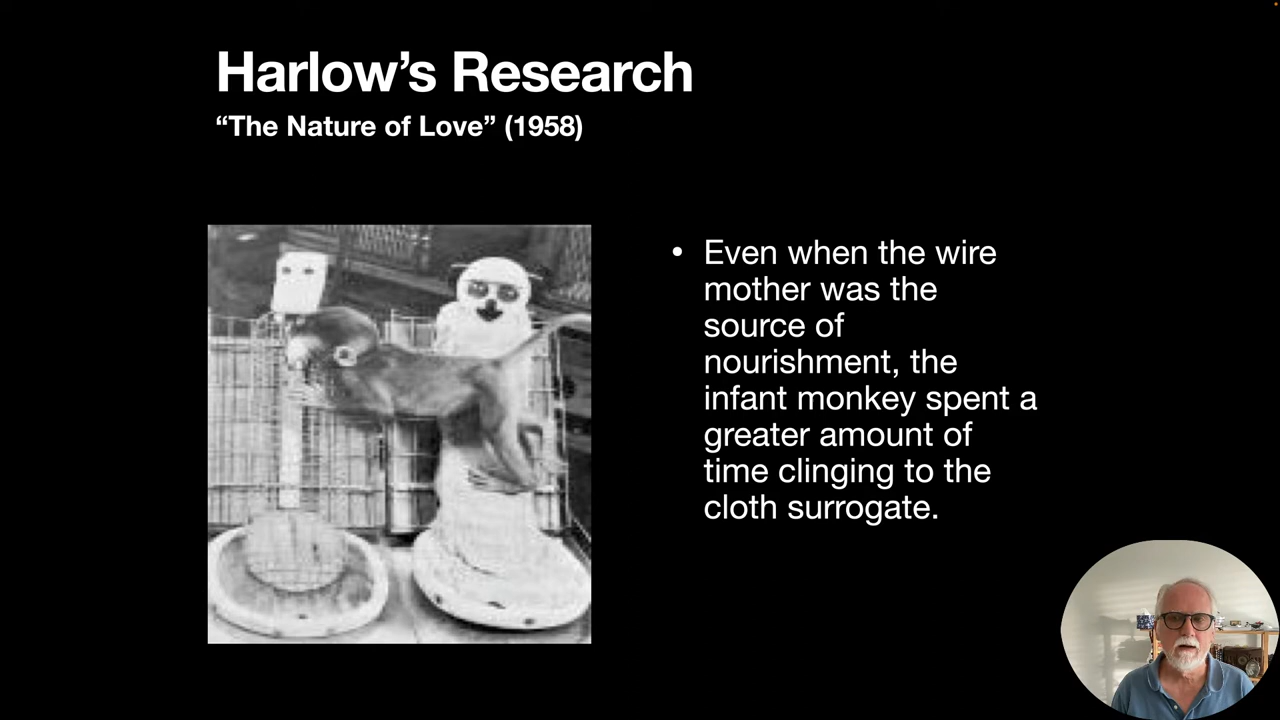 Harlow’s Research
“The Nature of Love” (1958)
• Even when the wire
mother was the
source of
nourishment, the
infant monkey spent a
greater amount of
time clinging to the
cloth surrogate.